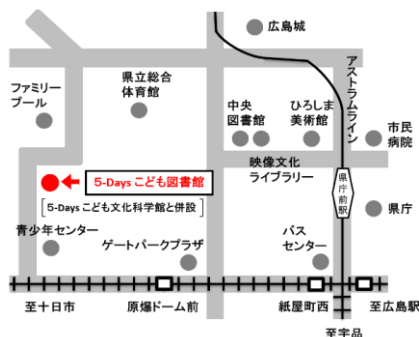 広島城
ファミリー
プール
県立総合
体育館
中央
図書館
ひろしま
美術館
アストラムライン
市民
病院
映像文化
ライブラリー
5-Days こども図書館
[5-Days こども文化科学館と併設]
県庁前駅
県庁
青少年センター
ゲートパークプラザ
バス
センター
至十日市
原爆ドーム前
紙屋町西
至広島駅
至宇品